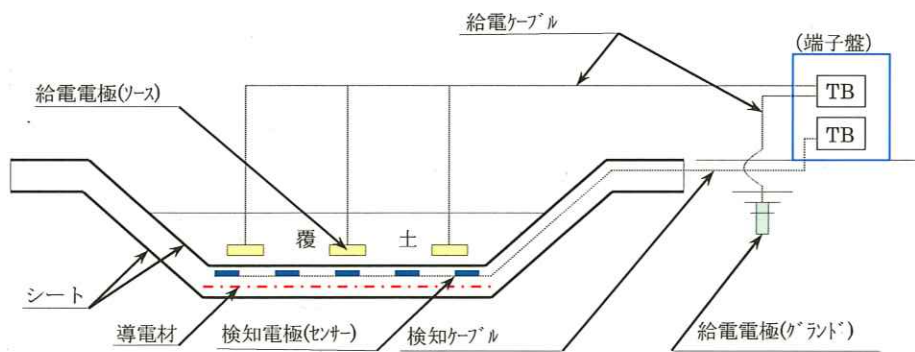 給電ケーブル
(端子盤)
給電電極(ソース)
TB
TB
覆 土
シート
導電材
検知電極(センサー)
検知ケーブル
給電電極(グランド)